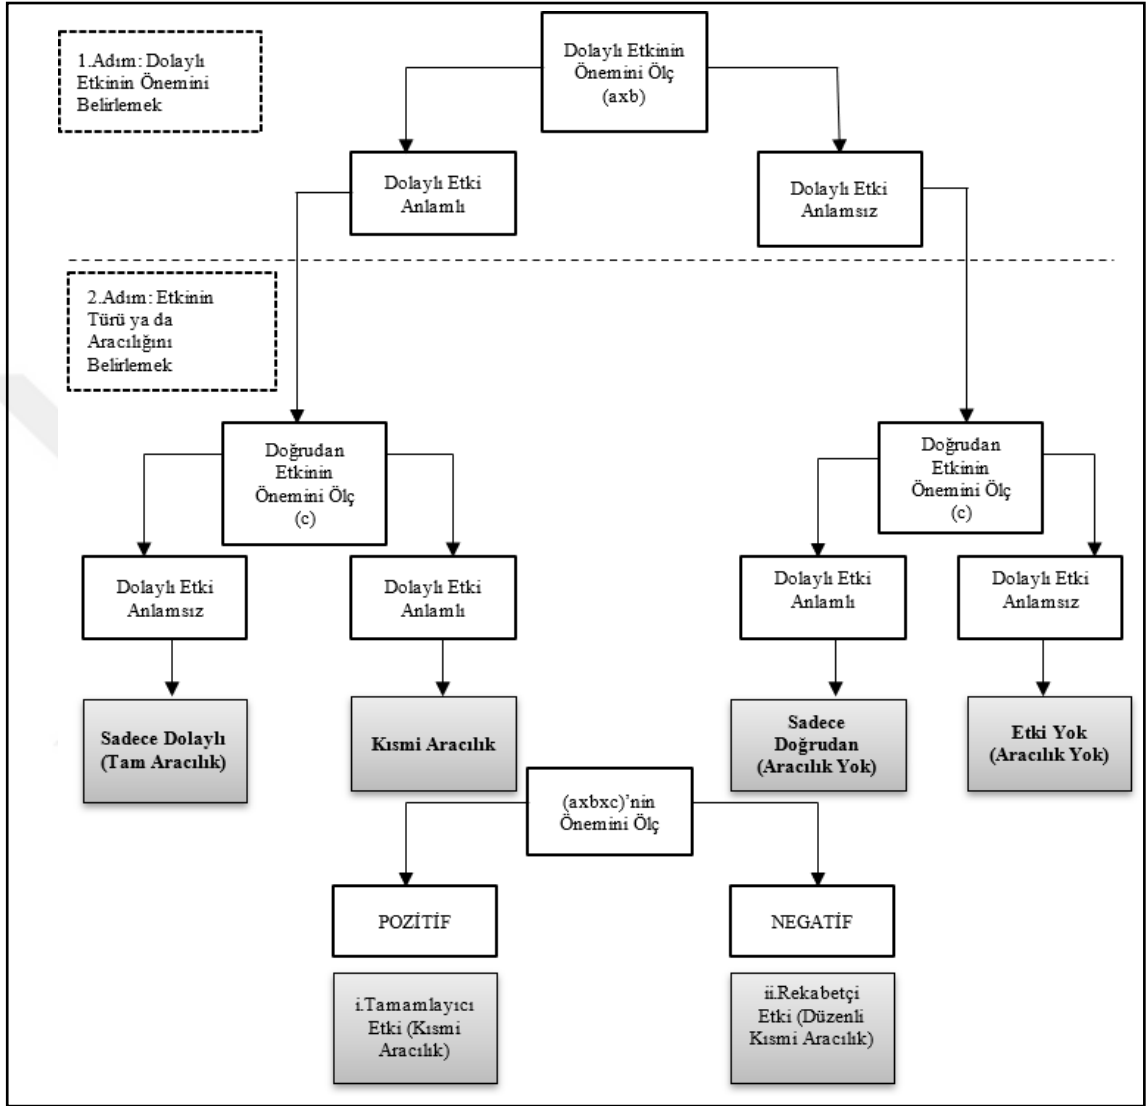 1.Adım: Dolaylı
Etkinin Önemini
Belirlemek
Dolaylı Etkinin
Önemini Ölç
(axb)
Dolaylı Etki
Anlamlı
Dolaylı Etki
Anlamsız
2.Adım: Etkinin
Türü ya da
Aracılığını
Belirlemek
Doğrudan
Etkinin
Önemini Ölç
(c)
Doğrudan
Etkinin
Önemini Ölç
(c)
Dolaylı Etki
Anlamsız
Dolaylı Etki
Anlamlı
Dolaylı Etki
Anlamlı
Dolaylı Etki
Anlamsız
Sadece Dolaylı
(Tam Aracılık)
Kısmi Aracılık
Sadece
Doğrudan
(Aracılık Yok)
Etki Yok
(Aracılık Yok)
(axbxc)’nin
Önemini Ölç
POZİTİF
NEGATİF
i.Tamamlayıcı
Etki (Kısmi
Aracılık)
ii.Rekabetçi
Etki (Düzenli
Kısmi Aracılık)